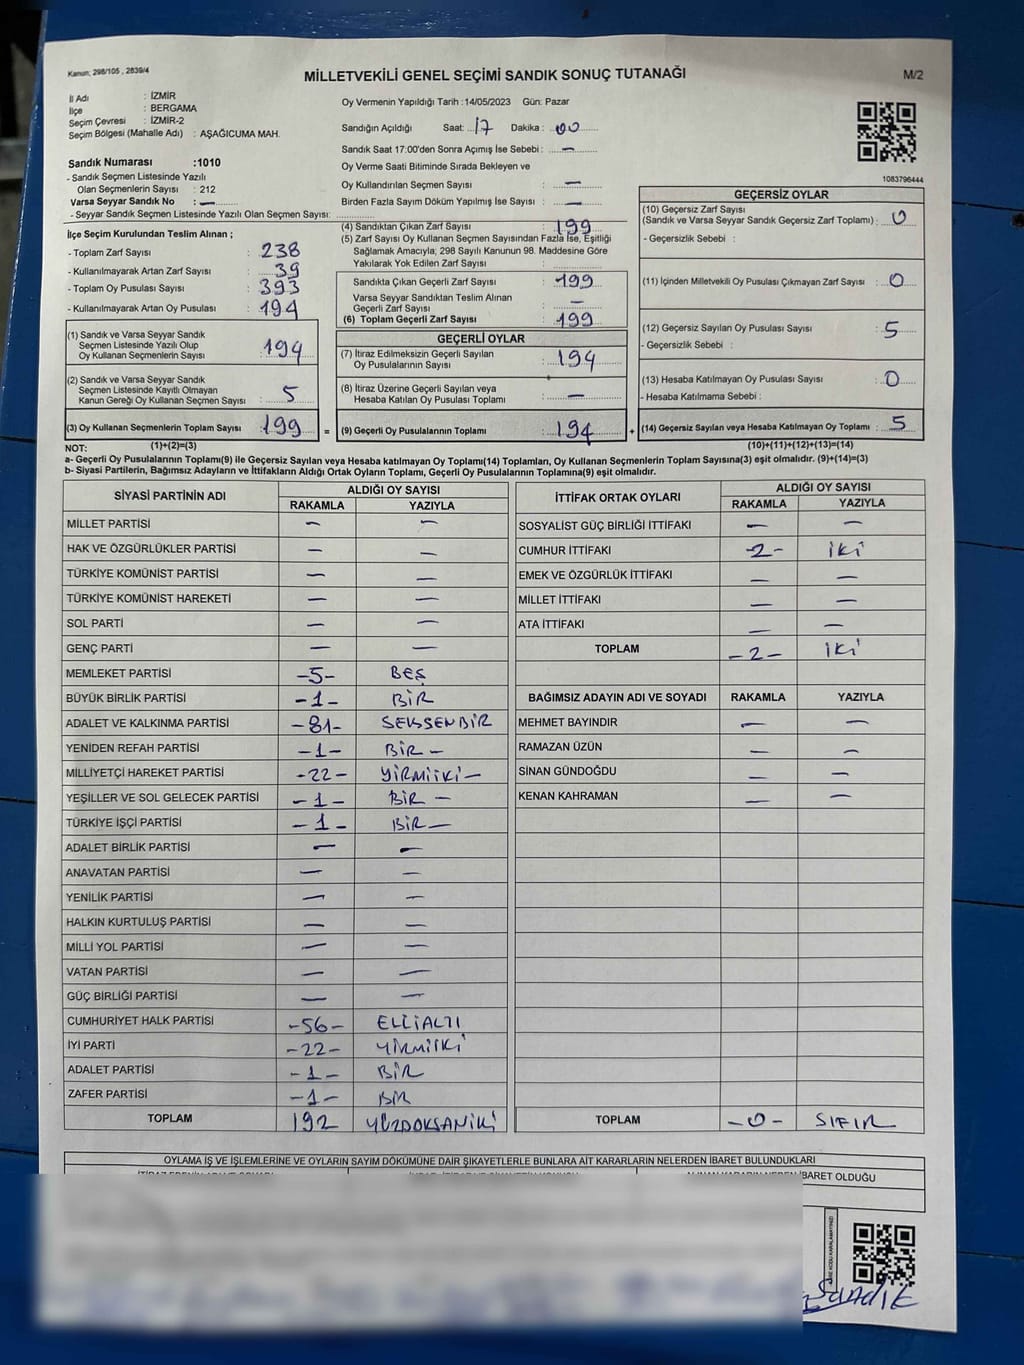 Kanun; 298/105 , 2839/4
MİLLETVEKİLİ GENEL SEÇİMİ SANDIK SONUÇ TUTANAĞI
M/2
İl Adı : İZMİR
İlçe : BERGAMA
Seçim Çevresi : İZMİR-2
Seçim Bölgesi (Mahalle Adı) : AŞAĞICUMA MAH.
Oy Vermenin Yapıldığı Tarih :14/05/2023 Gün: Pazar
Sandığın Açıldığı Saat: 17 Dakika : 00
Sandık Saat 17:00'den Sonra Açımış İse Sebebi : —
Oy Verme Saati Bitiminde Sırada Bekleyen ve
Oy Kullandırılan Seçmen Sayısı : —
Birden Fazla Sayım Döküm Yapılmış İse Sayısı : —
1083796444
Sandık Numarası :1010
- Sandık Seçmen Listesinde Yazılı
Olan Seçmenlerin Sayısı : 212
Varsa Seyyar Sandık No : —
- Seyyar Sandık Seçmen Listesinde Yazılı Olan Seçmen Sayısı:
İlçe Seçim Kurulundan Teslim Alınan ;
- Toplam Zarf Sayısı : 238
- Kullanılmayarak Artan Zarf Sayısı : 39
- Toplam Oy Pusulası Sayısı : 393
- Kullanılmayarak Artan Oy Pusulası : 194
(1) Sandık ve Varsa Seyyar Sandık
Seçmen Listesinde Yazılı Olup
Oy Kullanan Seçmenlerin Sayısı : 194
(2) Sandık ve Varsa Seyyar Sandık
Seçmen Listesinde Kayıtlı Olmayan
Kanun Gereği Oy Kullanan Seçmen Sayısı : 5
(3) Oy Kullanan Seçmenlerin Toplam Sayısı : 199 =
(1)+(2)=(3)
(4) Sandıktan Çıkan Zarf Sayısı : 199
(5) Zarf Sayısı Oy Kullanan Seçmen Sayısından Fazla İse, Eşitliği
Sağlamak Amacıyla, 298 Sayılı Kanunun 98. Maddesine Göre
Yakılarak Yok Edilen Zarf Sayısı :
Sandıkta Çıkan Geçerli Zarf Sayısı : 199
Varsa Seyyar Sandıktan Teslim Alınan
Geçerli Zarf Sayısı : —
(6) Toplam Geçerli Zarf Sayısı : 199
GEÇERLİ OYLAR
(7) İtiraz Edilmeksizin Geçerli Sayılan
Oy Pusulalarının Sayısı : 194
(8) İtiraz Üzerine Geçerli Sayılan veya
Hesaba Katılan Oy Pusulası Toplamı : —
(9) Geçerli Oy Pusulalarının Toplamı : 194 +
GEÇERSİZ OYLAR
(10) Geçersiz Zarf Sayısı
(Sandık ve Varsa Seyyar Sandık Geçersiz Zarf Toplamı) : 0
- Geçersizlik Sebebi :
(11) İçinden Milletvekili Oy Pusulası Çıkmayan Zarf Sayısı : 0
(12) Geçersiz Sayılan Oy Pusulası Sayısı : 5
- Geçersizlik Sebebi :
(13) Hesaba Katılmayan Oy Pusulası Sayısı : 0
- Hesaba Katılmama Sebebi :
(14) Geçersiz Sayılan veya Hesaba Katılmayan Oy Toplamı : 5
(10)+(11)+(12)+(13)=(14)
NOT:
a- Geçerli Oy Pusulalarının Toplamı(9) ile Geçersiz Sayılan veya Hesaba katılmayan Oy Toplamı(14) Toplamları, Oy Kullanan Seçmenlerin Toplam Sayısına(3) eşit olmalıdır. (9)+(14)=(3)
b- Siyasi Partilerin, Bağımsız Adayların ve İttifakların Aldığı Ortak Oyların Toplamı, Geçerli Oy Pusulalarının Toplamına(9) eşit olmalıdır.
SİYASİ PARTİNİN ADI ALDIĞI OY SAYISI
RAKAMLA YAZIYLA
MİLLET PARTİSİ — —
HAK VE ÖZGÜRLÜKLER PARTİSİ — —
TÜRKİYE KOMÜNİST PARTİSİ — —
TÜRKİYE KOMÜNİST HAREKETİ — —
SOL PARTİ — —
GENÇ PARTİ — —
MEMLEKET PARTİSİ -5- BEŞ
BÜYÜK BİRLİK PARTİSİ -1- BİR
ADALET VE KALKINMA PARTİSİ -81- SEKSENBİR
YENİDEN REFAH PARTİSİ -1- BİR -
MİLLİYETÇİ HAREKET PARTİSİ -22- YİRMİİKİ-
YEŞİLLER VE SOL GELECEK PARTİSİ -1- BİR -
TÜRKİYE İŞÇİ PARTİSİ -1- BİR-
ADALET BİRLİK PARTİSİ — —
ANAVATAN PARTİSİ — —
YENİLİK PARTİSİ — —
HALKIN KURTULUŞ PARTİSİ — —
MİLLİ YOL PARTİSİ — —
VATAN PARTİSİ — —
GÜÇ BİRLİĞİ PARTİSİ — —
CUMHURİYET HALK PARTİSİ -56- ELLİALTI
İYİ PARTİ -22- YİRMİİKİ
ADALET PARTİSİ -1- BİR
ZAFER PARTİSİ -1- BİR
TOPLAM 192 YÜZDOKSANİKİ
İTTİFAK ORTAK OYLARI ALDIĞI OY SAYISI
RAKAMLA YAZIYLA
SOSYALİST GÜÇ BİRLİĞİ İTTİFAKI — —
CUMHUR İTTİFAKI -2- İKİ
EMEK VE ÖZGÜRLÜK İTTİFAKI — —
MİLLET İTTİFAKI — —
ATA İTTİFAKI — —
TOPLAM -2- İKİ
BAĞIMSIZ ADAYIN ADI VE SOYADI RAKAMLA YAZIYLA
MEHMET BAYINDIR — —
RAMAZAN ÜZÜN — —
SİNAN GÜNDOĞDU — —
KENAN KAHRAMAN — —
TOPLAM -0- SIFIR
OYLAMA İŞ VE İŞLEMLERİNE VE OYLARIN SAYIM DÖKÜMÜNE DAİR ŞİKAYETLERLE BUNLARA AİT KARARLARIN NELERDEN İBARET BULUNDUKLARI
İBARET OLDUĞU
Sandık